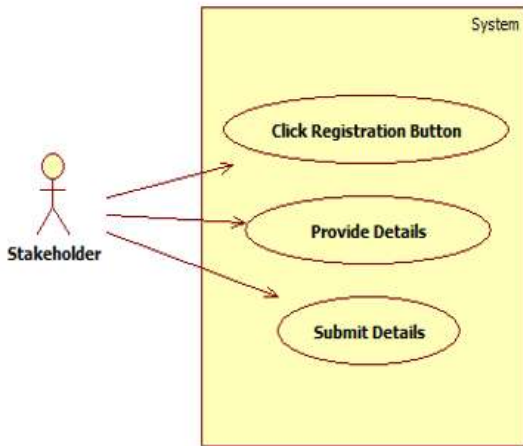 System
Click Registration Button
Stakeholder
Provide Details
Submit Details